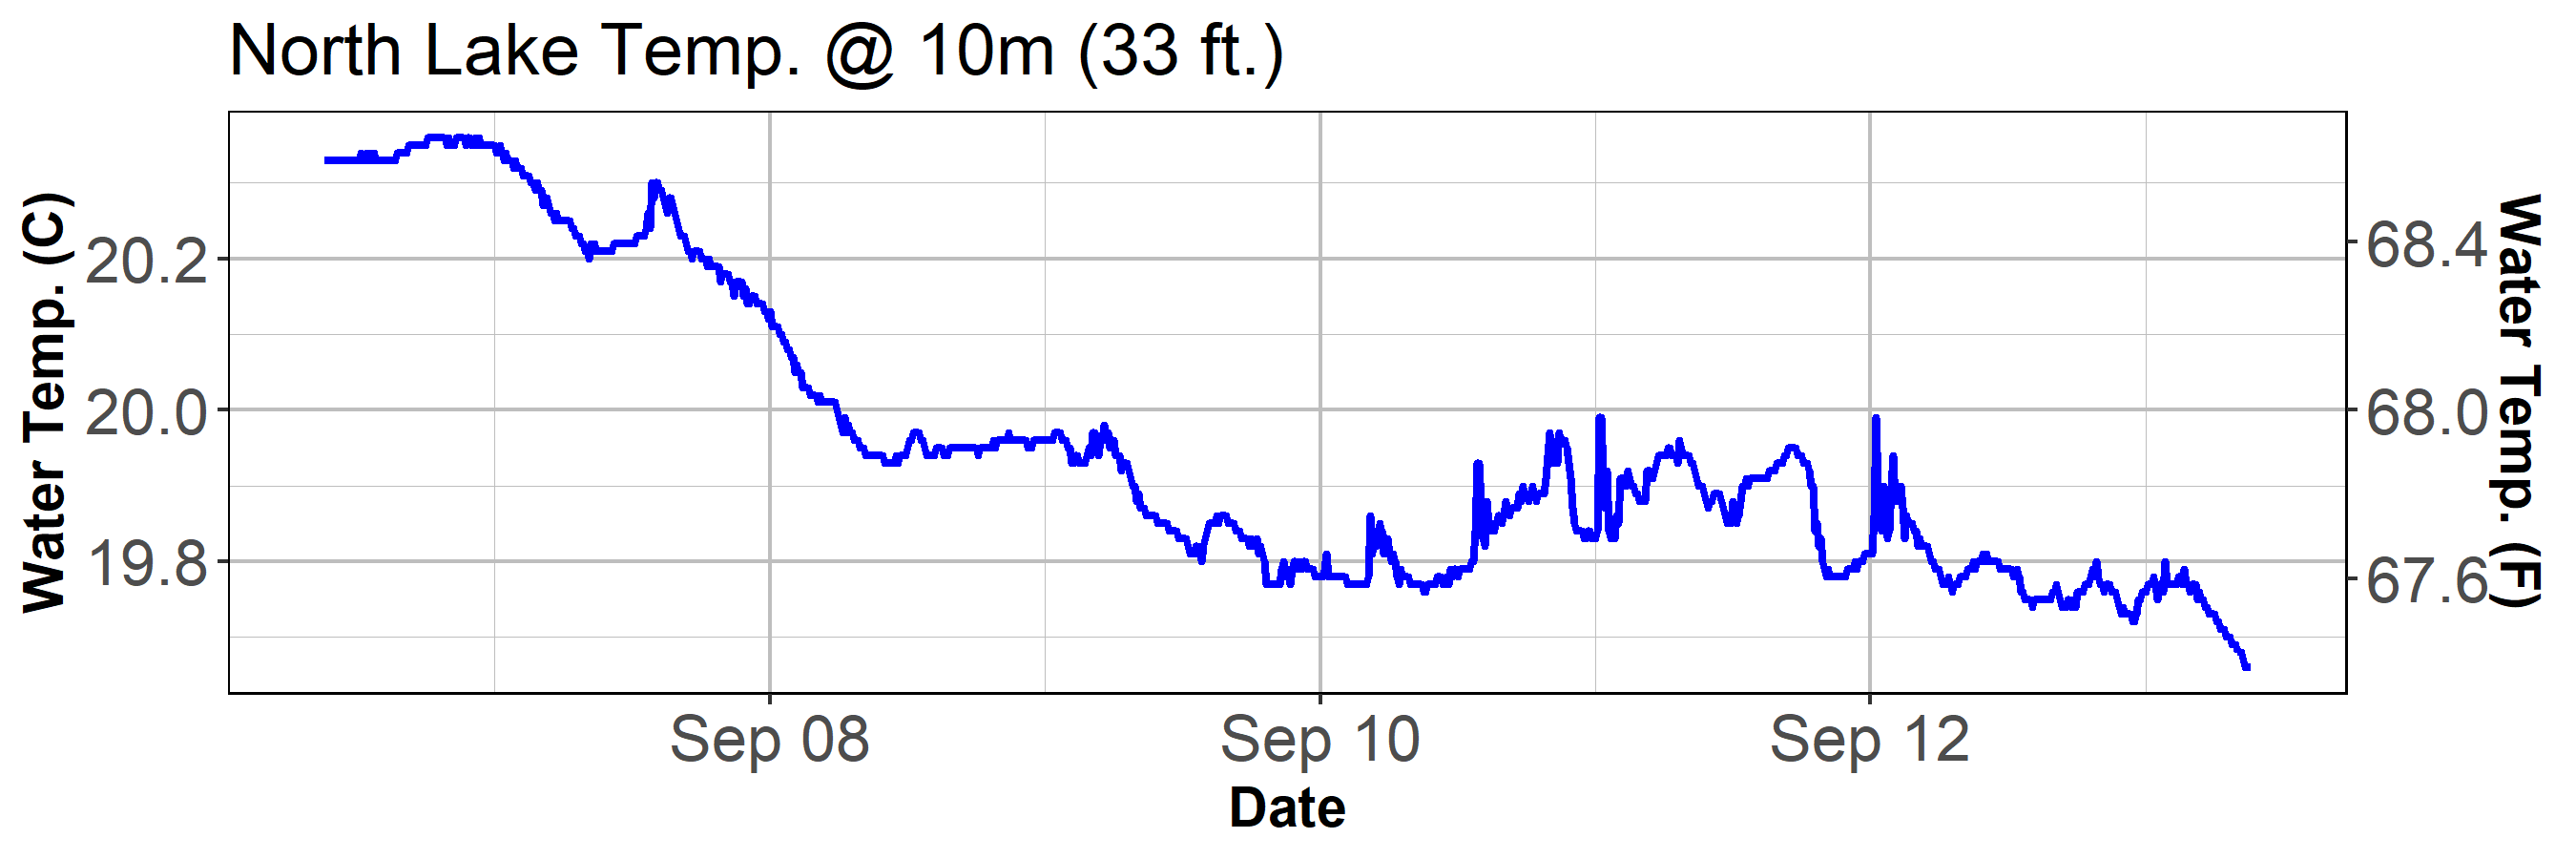 North Lake Temp. @ 10m (33 ft.)
Water Temp. (C)
20.2
20.0
19.8
68.4
68.0
67.6
Water Temp. (F)
Sep 08
Sep 10
Sep 12
Date